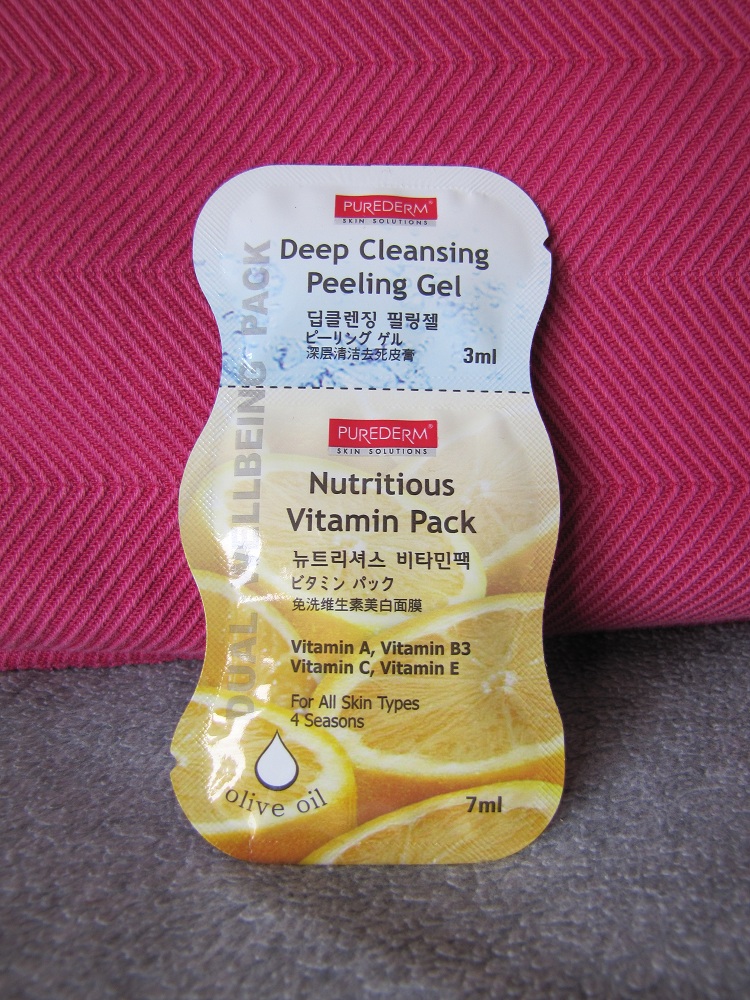 PUREDERM®
SKIN SOLUTIONS
Deep Cleansing
Peeling Gel
딥클렌징 필링젤
ピーリング ゲル
深层清洁去死皮膏
3ml
DUAL WELLBEING PACK
PUREDERM®
SKIN SOLUTIONS
Nutritious
Vitamin Pack
뉴트리셔스 비타민팩
ビタミン パック
免洗维生素美白面膜
Vitamin A, Vitamin B3
Vitamin C, Vitamin E
For All Skin Types
4 Seasons
olive oil
7ml